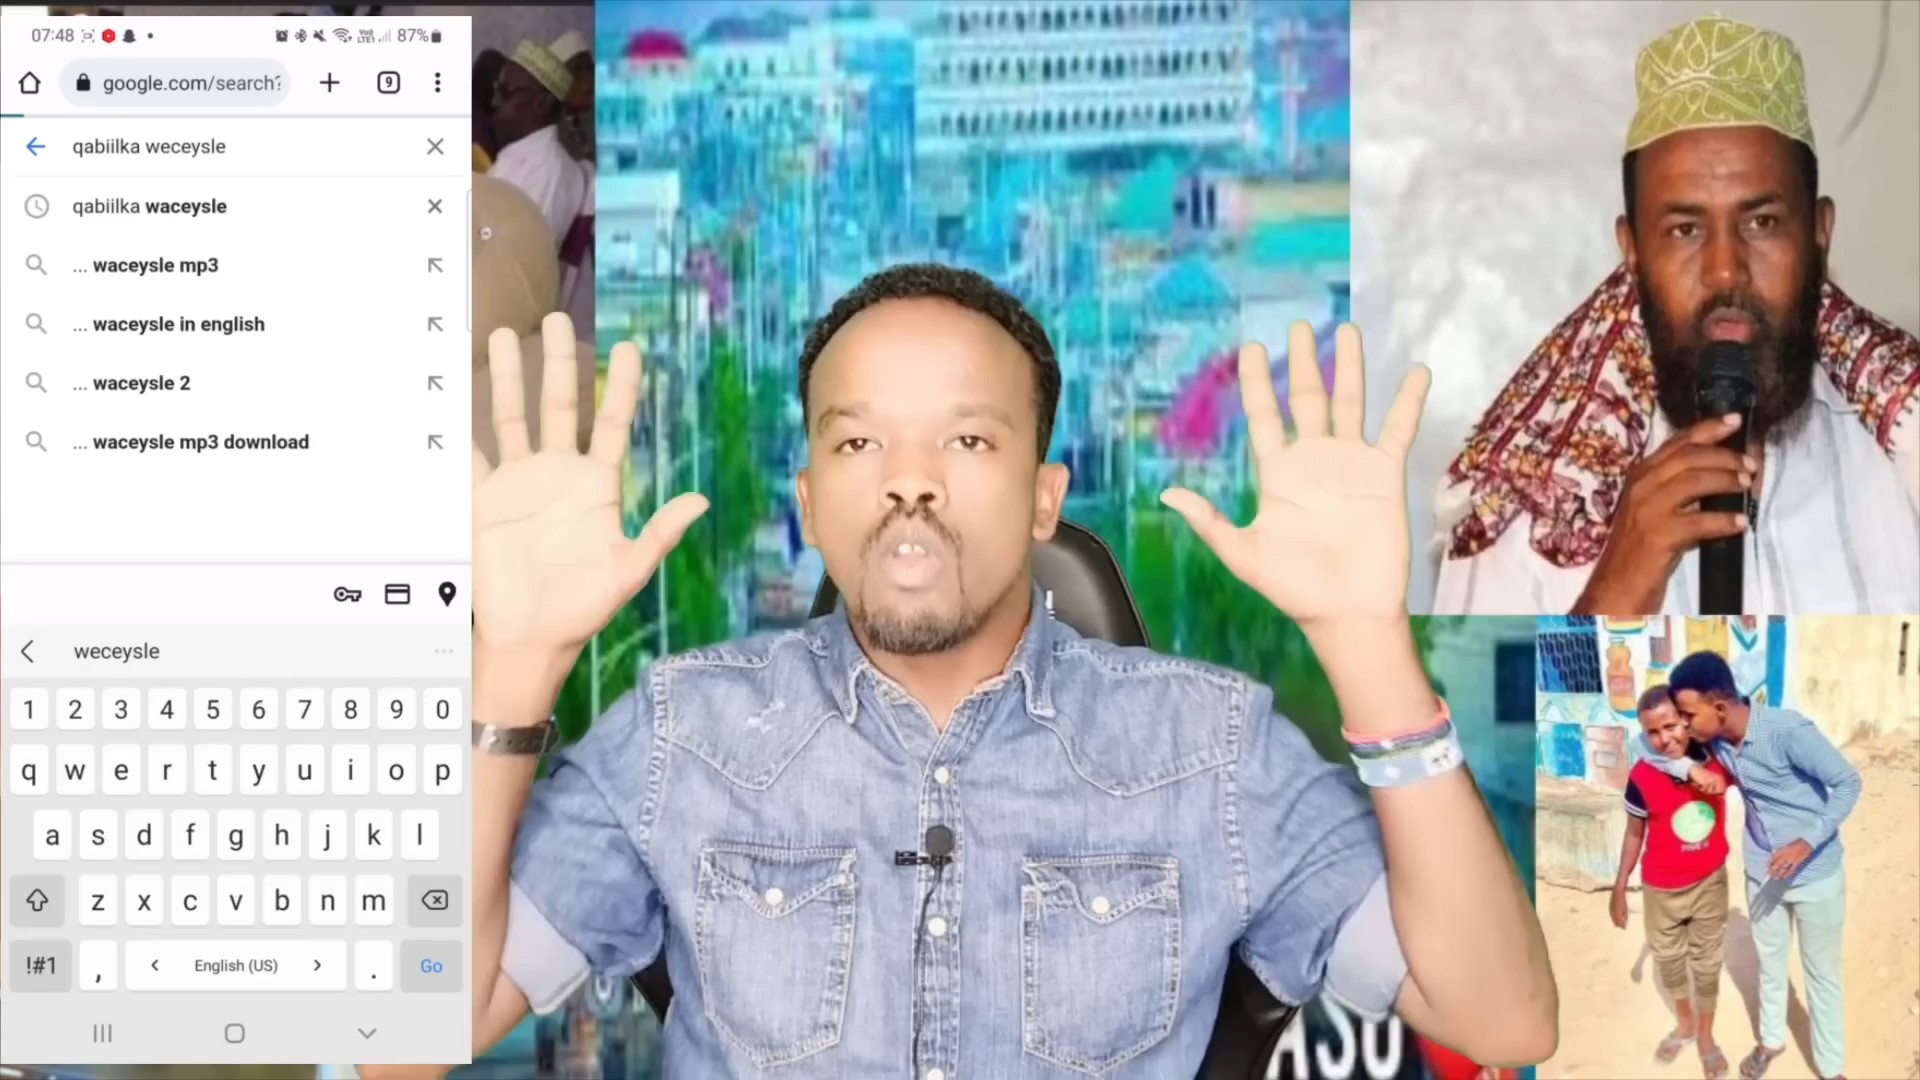 07:48
87%
google.com/search?
9
qabiilka weceysle
qabiilka waceysle
... waceysle mp3
... waceysle in english
... waceysle 2
... waceysle mp3 download
weceysle
1 2 3 4 5 6 7 8 9 0
q w e r t y u i o p
a s d f g h j k l
z x c v b n m
!#1 , English (US) . Go
ASO